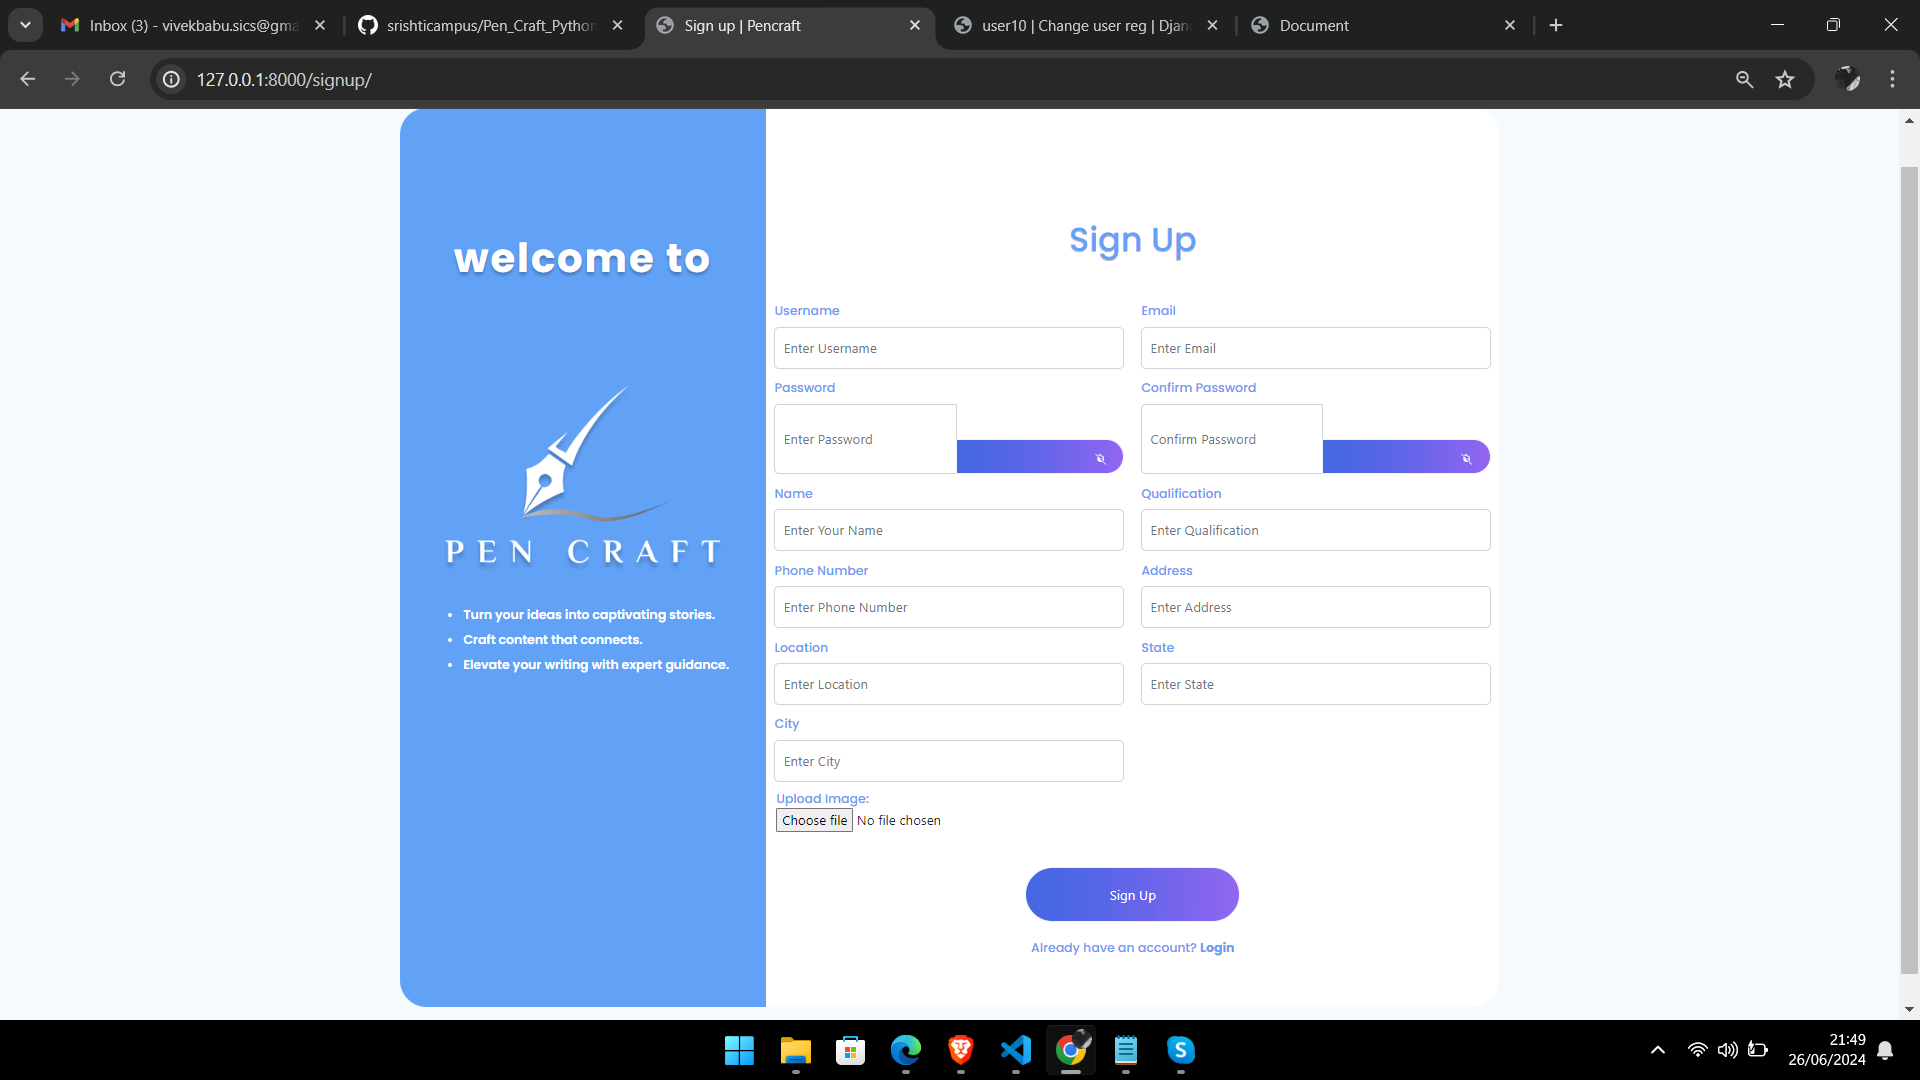 Inbox (3) - vivekbabu.sics@gma
srishticampus/Pen_Craft_Python
Sign up | Pencraft
user10 | Change user reg | Djan
Document
127.0.0.1:8000/signup/
welcome to
PEN CRAFT
Turn your ideas into captivating stories.
Craft content that connects.
Elevate your writing with expert guidance.
Sign Up
Username
Email
Enter Username
Enter Email
Password
Confirm Password
Enter Password
Confirm Password
Name
Qualification
Enter Your Name
Enter Qualification
Phone Number
Address
Enter Phone Number
Enter Address
Location
State
Enter Location
Enter State
City
Enter City
Upload Image:
Choose file No file chosen
Sign Up
Already have an account? Login
21:49
26/06/2024